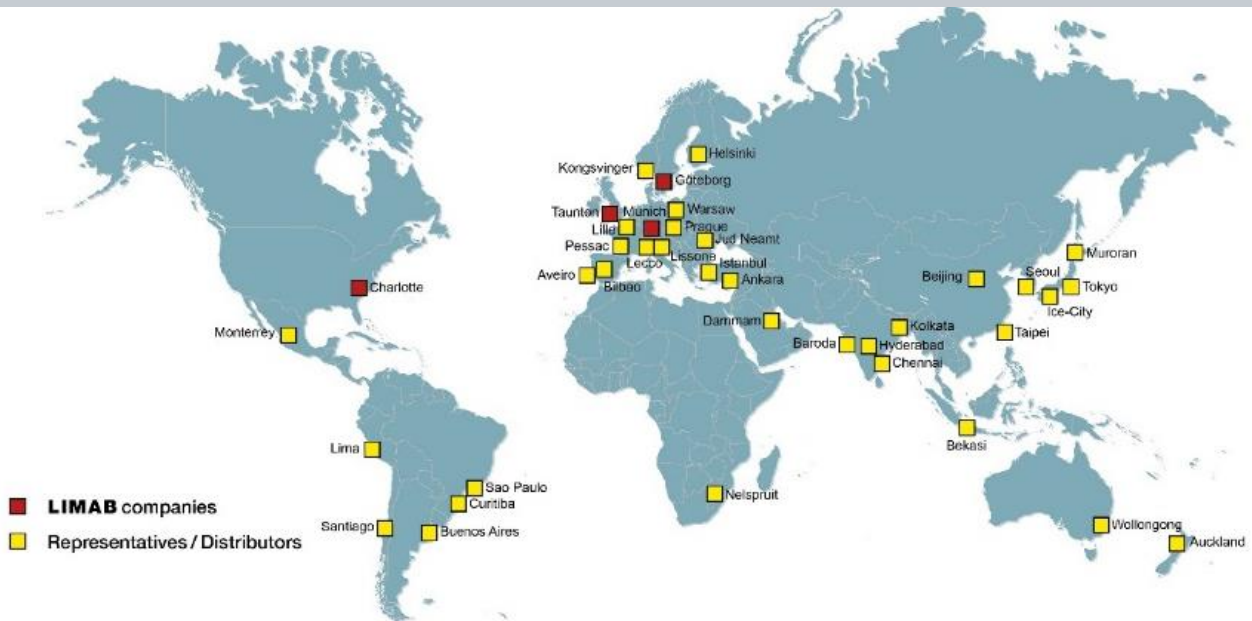 Helsinki
Kongsvinger
Göteborg
Taunton
Munich
Warsaw
Lille
Prague
Pessac
Jud Neamt
Lecco
Lissone
Istanbul
Aveiro
Bilbao
Ankara
Muroran
Beijing
Seoul
Tokyo
Ice-City
Charlotte
Monterrey
Dammam
Kolkata
Taipei
Baroda
Hyderabad
Chennai
Bekasi
Lima
Sao Paulo
Curitiba
Nelspruit
Santiago
Buenos Aires
Wollongong
Auckland
LIMAB companies
Representatives / Distributors